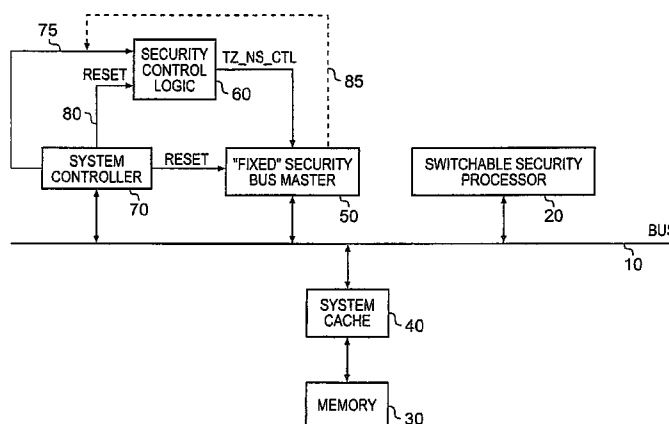 75
SECURITY
CONTROL
LOGIC
TZ_NS_CTL
85
RESET
60
80
SYSTEM
CONTROLLER
RESET
"FIXED" SECURITY
BUS MASTER
SWITCHABLE SECURITY
PROCESSOR
70
50
20
BUS
10
SYSTEM
CACHE
40
MEMORY
30